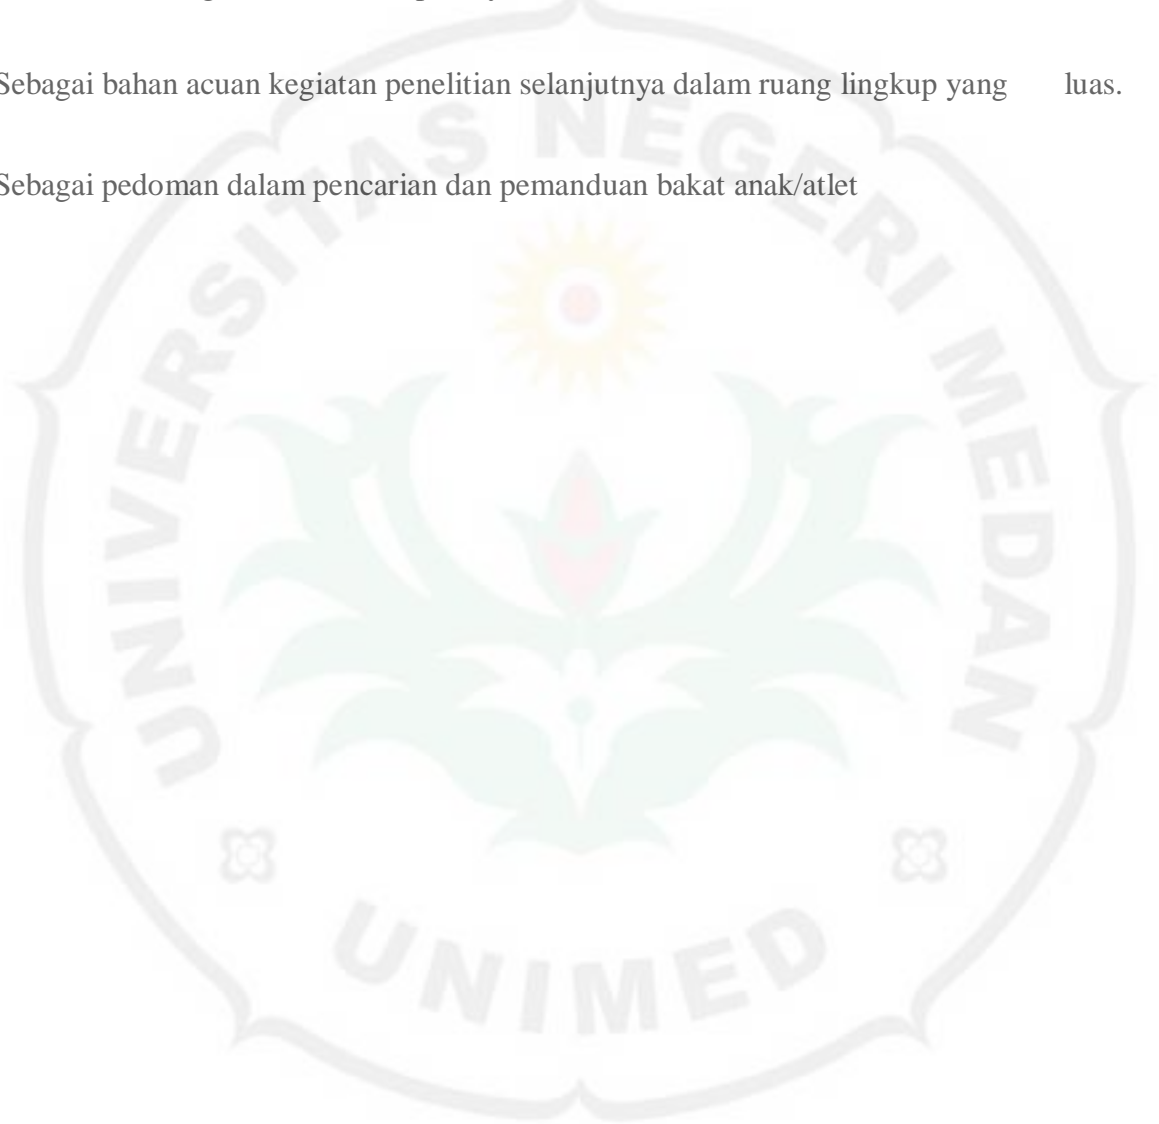 Sebagai bahan acuan kegiatan penelitian selanjutnya dalam ruang lingkup yang luas.
Sebagai pedoman dalam pencarian dan pemanduan bakat anak/atlet
UNIVERSITAS NEGERI MEDAN
UNIMED